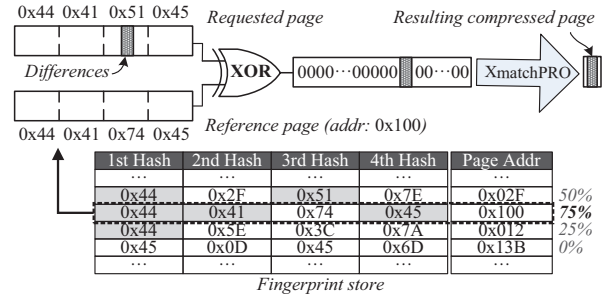 0x44 0x41 0x51 0x45 Requested page Resulting compressed page
Differences XOR 0000···00000 00···00 XmatchPRO
0x44 0x41 0x74 0x45 Reference page (addr: 0x100)
1st Hash 2nd Hash 3rd Hash 4th Hash Page Addr
··· ··· ··· ··· ···
0x44 0x2F 0x51 0x7E 0x02F 50%
0x44 0x41 0x74 0x45 0x100 75%
0x44 0x5E 0x3C 0x7A 0x012 25%
0x45 0x0D 0x45 0x6D 0x13B 0%
··· ··· ··· ··· ···
Fingerprint store